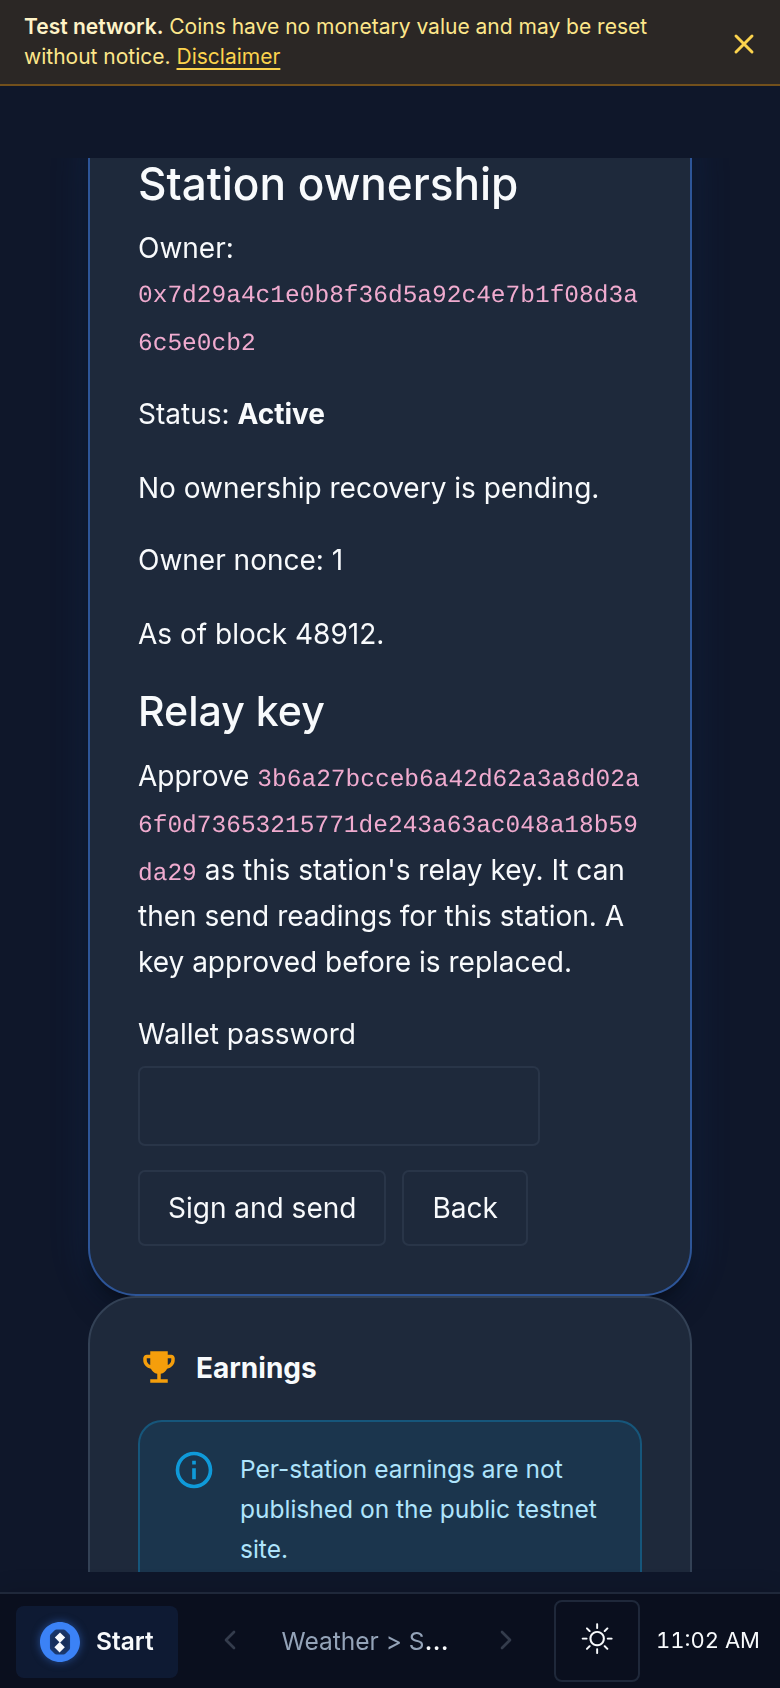 Test network. Coins have no monetary value and may be reset
without notice. Disclaimer
Station ownership
Owner:
0x7d29a4c1e0b8f36d5a92c4e7b1f08d3a
6c5e0cb2
Status: Active
No ownership recovery is pending.
Owner nonce: 1
As of block 48912.
Relay key
Approve 3b6a27bcceb6a42d62a3a8d02a
6f0d73653215771de243a63ac048a18b59
da29 as this station's relay key. It can
then send readings for this station. A
key approved before is replaced.
Wallet password
Sign and send Back
Earnings
Per-station earnings are not
published on the public testnet
site.
Start Weather > S... 11:02 AM